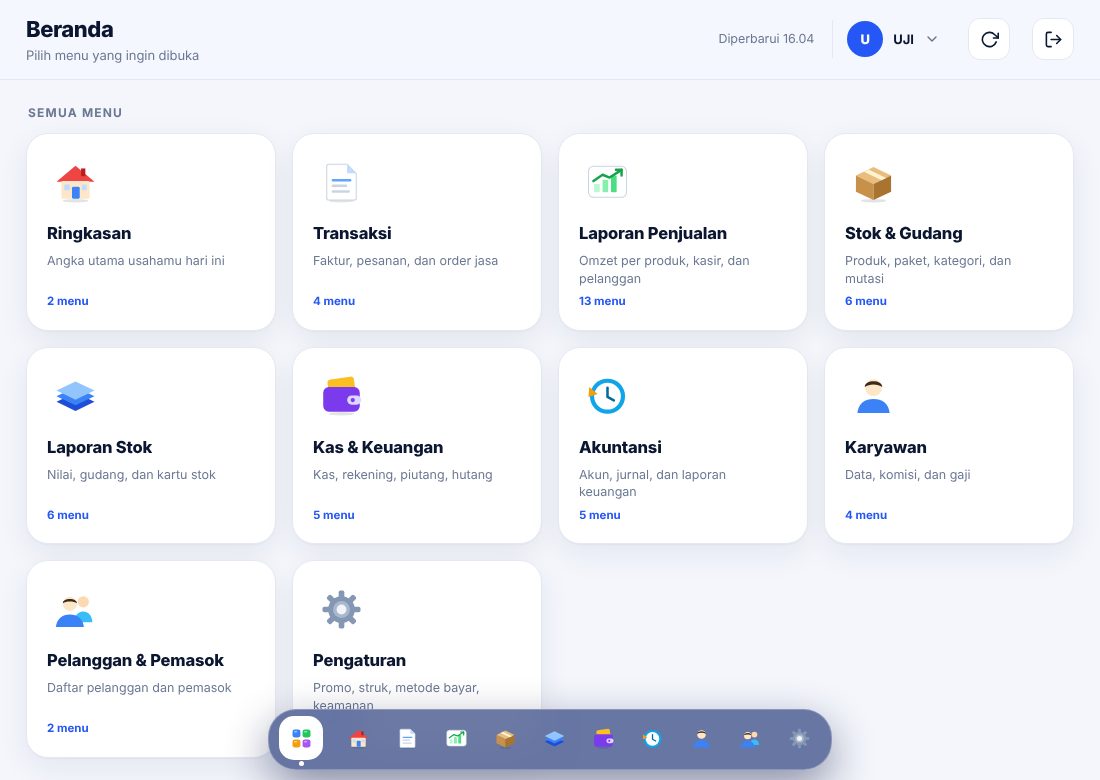 Beranda
Pilih menu yang ingin dibuka
Diperbarui 16.04
U
UJI
SEMUA MENU
Ringkasan
Angka utama usahamu hari ini
2 menu
Transaksi
Faktur, pesanan, dan order jasa
4 menu
Laporan Penjualan
Omzet per produk, kasir, dan
pelanggan
13 menu
Stok & Gudang
Produk, paket, kategori, dan
mutasi
6 menu
Laporan Stok
Nilai, gudang, dan kartu stok
6 menu
Kas & Keuangan
Kas, rekening, piutang, hutang
5 menu
Akuntansi
Akun, jurnal, dan laporan
keuangan
5 menu
Karyawan
Data, komisi, dan gaji
4 menu
Pelanggan & Pemasok
Daftar pelanggan dan pemasok
2 menu
Pengaturan
Promo, struk, metode bayar,
keamanan